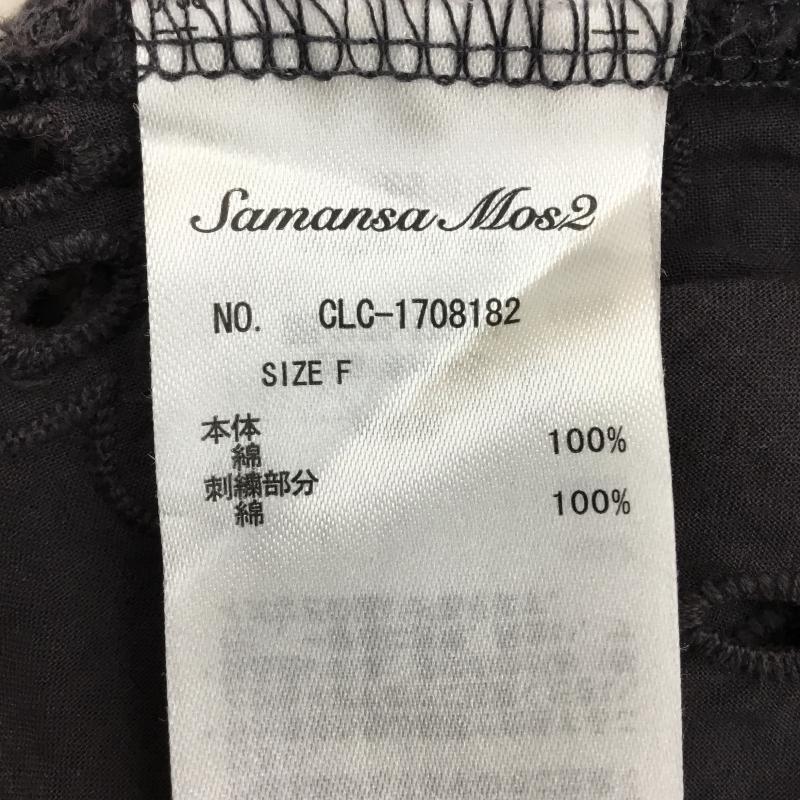 Samansa Mos2
NO. CLC-1708182
SIZE F
本体
綿 100%
刺繍部分
綿 100%